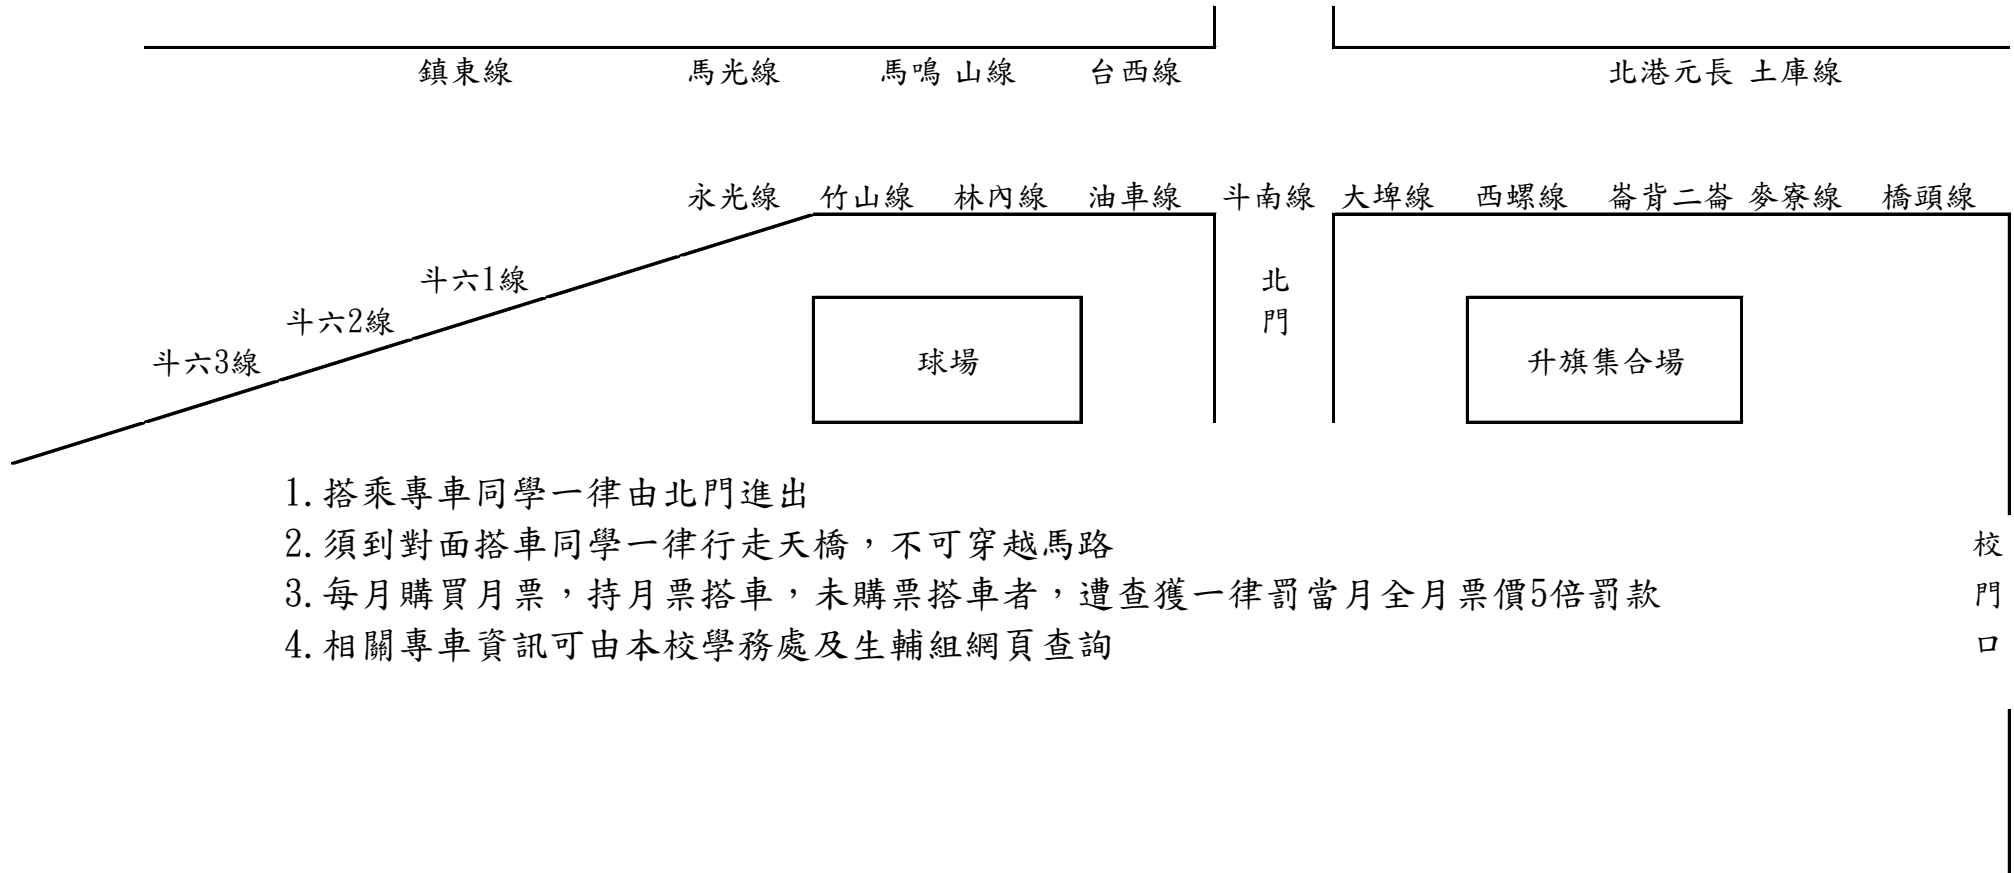 鎮東線 馬光線 馬鳴山線 台西線 北港元長 土庫線
永光線 竹山線 林內線 油車線 斗南線 大埤線 西螺線 崙背二崙 麥寮線 橋頭線
斗六1線
斗六2線
斗六3線
北
門
球場
升旗集合場
1.搭乘專車同學一律由北門進出
2.須到對面搭車同學一律行走天橋，不可穿越馬路
3.每月購買月票，持月票搭車，未購票搭車者，遭查獲一律罰當月全月票價5倍罰款
4.相關專車資訊可由本校學務處及生輔組網頁查詢
校
門
口